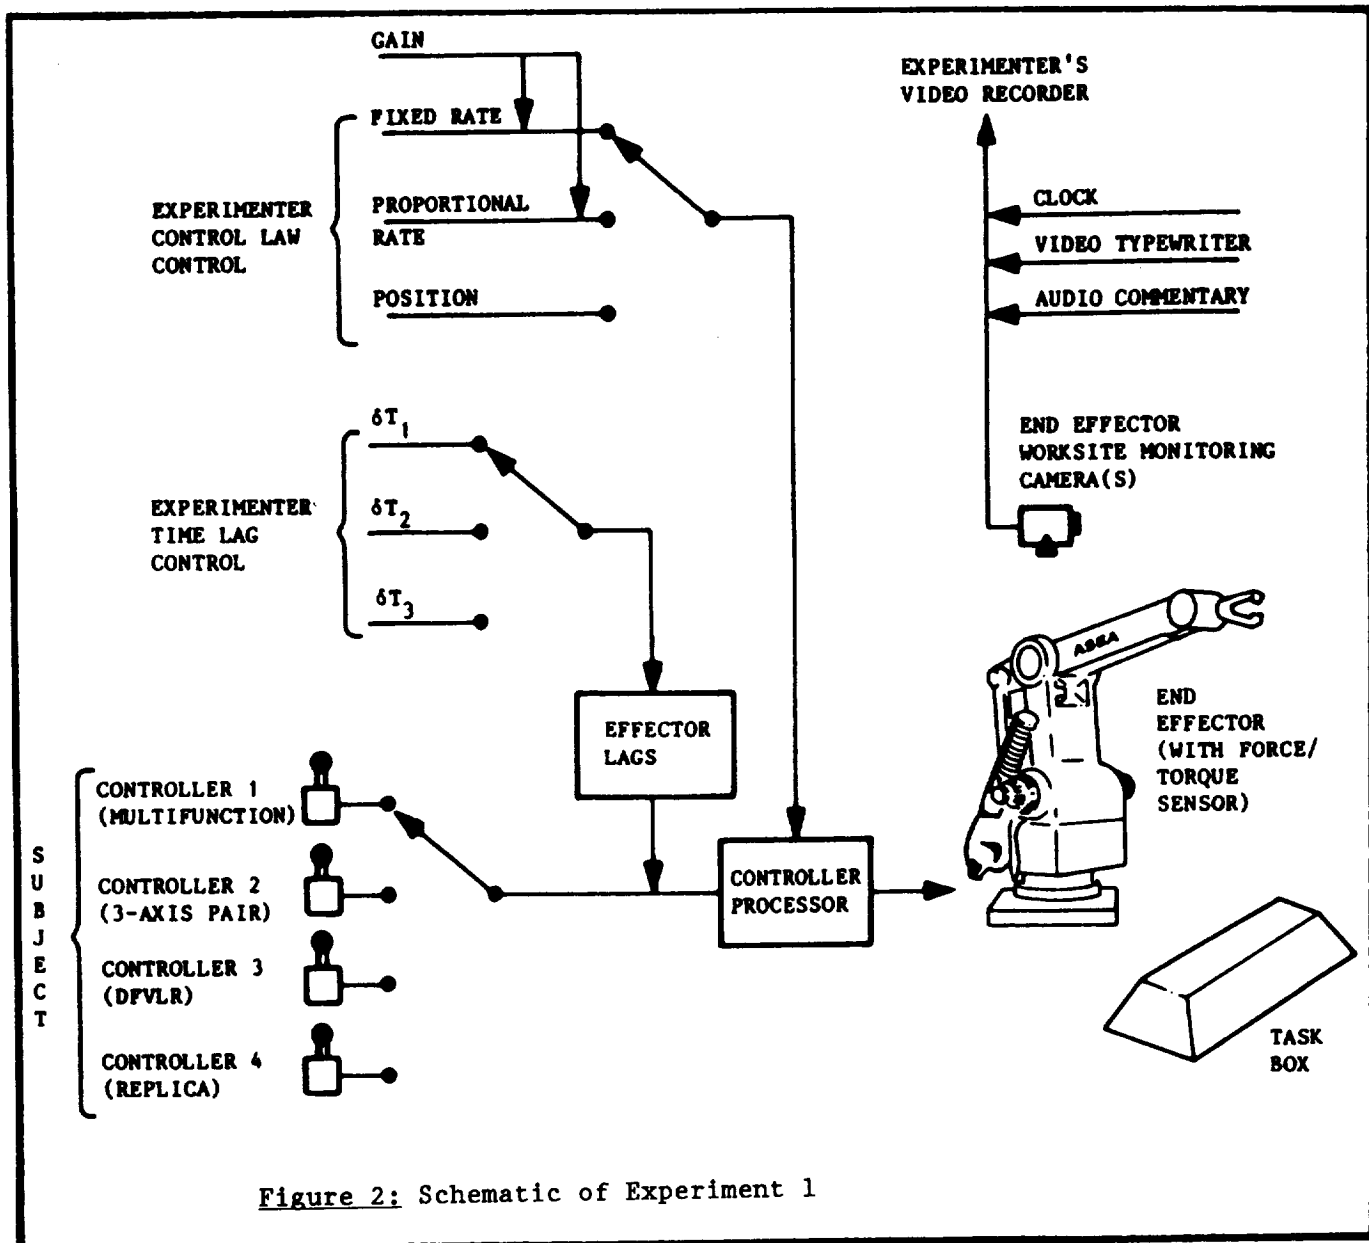 GAIN
FIXED RATE
EXPERIMENTER
CONTROL LAW
CONTROL
PROPORTIONAL
RATE
POSITION
EXPERIMENTER'S
VIDEO RECORDER
CLOCK
VIDEO TYPEWRITER
AUDIO COMMENTARY
END EFFECTOR
WORKSITE MONITORING
CAMERA(S)
δT1
EXPERIMENTER
TIME LAG
CONTROL
δT2
δT3
EFFECTOR
LAGS
ASEA
END
EFFECTOR
(WITH FORCE/
TORQUE
SENSOR)
SUBJECT
CONTROLLER 1
(MULTIFUNCTION)
CONTROLLER 2
(3-AXIS PAIR)
CONTROLLER 3
(DFVLR)
CONTROLLER 4
(REPLICA)
CONTROLLER
PROCESSOR
TASK
BOX
Figure 2: Schematic of Experiment 1